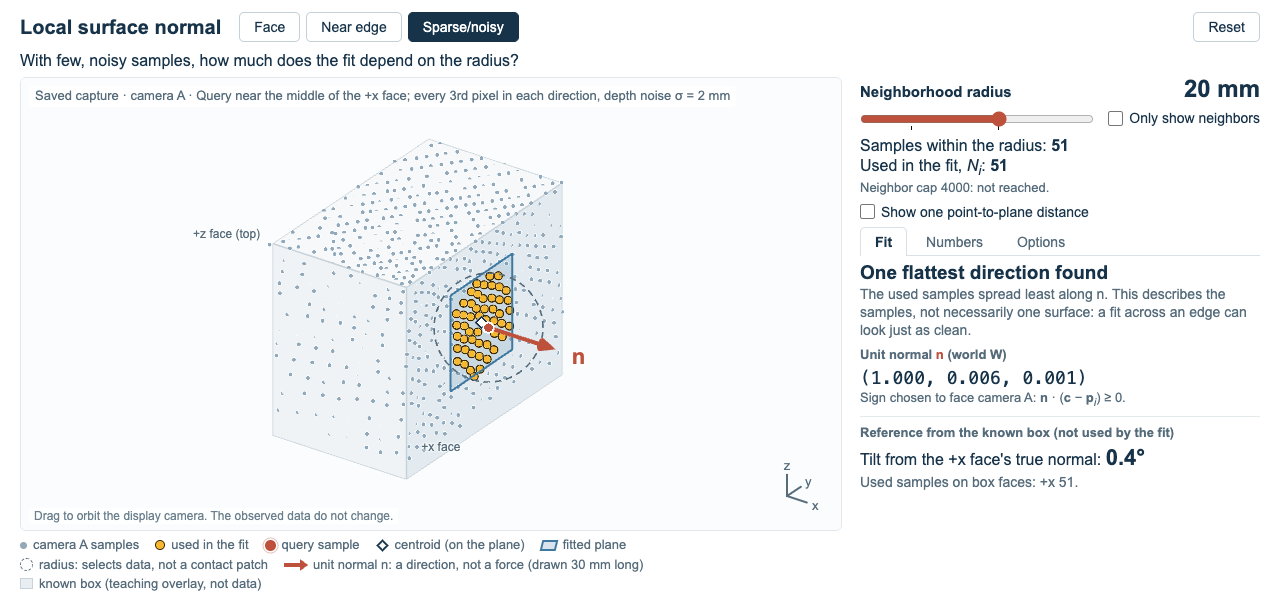 Local surface normal
Face
Near edge
Sparse/noisy
Reset
With few, noisy samples, how much does the fit depend on the radius?
Saved capture · camera A · Query near the middle of the +x face; every 3rd pixel in each direction, depth noise σ = 2 mm
+z face (top)
n
+x face
z
y
x
Drag to orbit the display camera. The observed data do not change.
camera A samples
used in the fit
query sample
centroid (on the plane)
fitted plane
radius: selects data, not a contact patch
unit normal n: a direction, not a force (drawn 30 mm long)
known box (teaching overlay, not data)
Neighborhood radius
20 mm
Only show neighbors
Samples within the radius: 51
Used in the fit, Nj: 51
Neighbor cap 4000: not reached.
Show one point-to-plane distance
Fit
Numbers
Options
One flattest direction found
The used samples spread least along n. This describes the
samples, not necessarily one surface: a fit across an edge can
look just as clean.
Unit normal n (world W)
(1.000, 0.006, 0.001)
Sign chosen to face camera A: n · (c − pj) ≥ 0.
Reference from the known box (not used by the fit)
Tilt from the +x face's true normal: 0.4°
Used samples on box faces: +x 51.